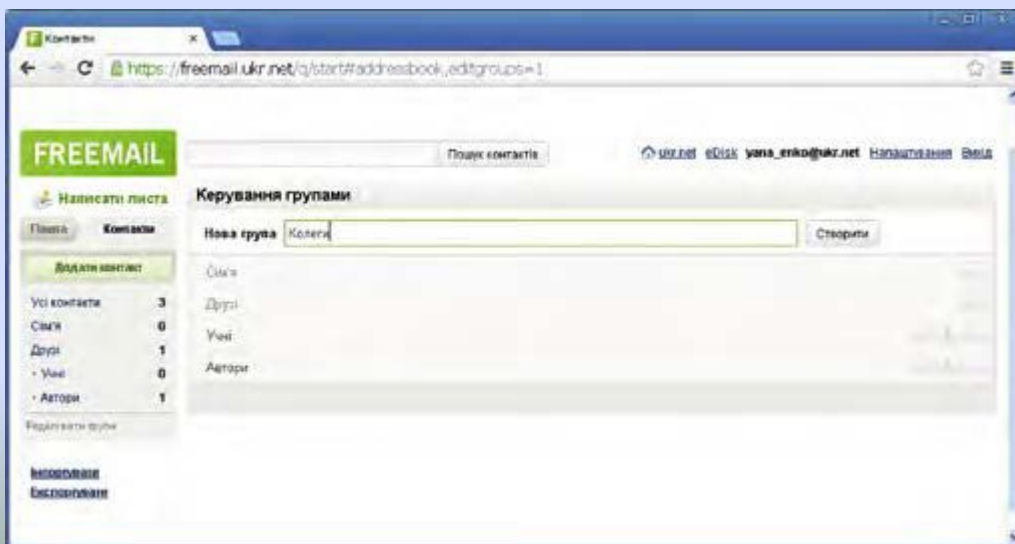 Контакти
https://freemail.ukr.net/q/start#addressbook,editgroups=1
FREEMAIL
Пошук контактів
ukr.net eDisk yana_enko@ukr.net Налаштування Вихід
Написати листа
Керування групами
Пошта Контакти
Нова група Колеги Створити
Додати контакт
Сім'я
Усі контакти 3
Друзі
Сім'я 0
Учні
Друзі 1
Автори
Учні 0
Автори 1
Редагувати групи
Імпортувати
Експортувати